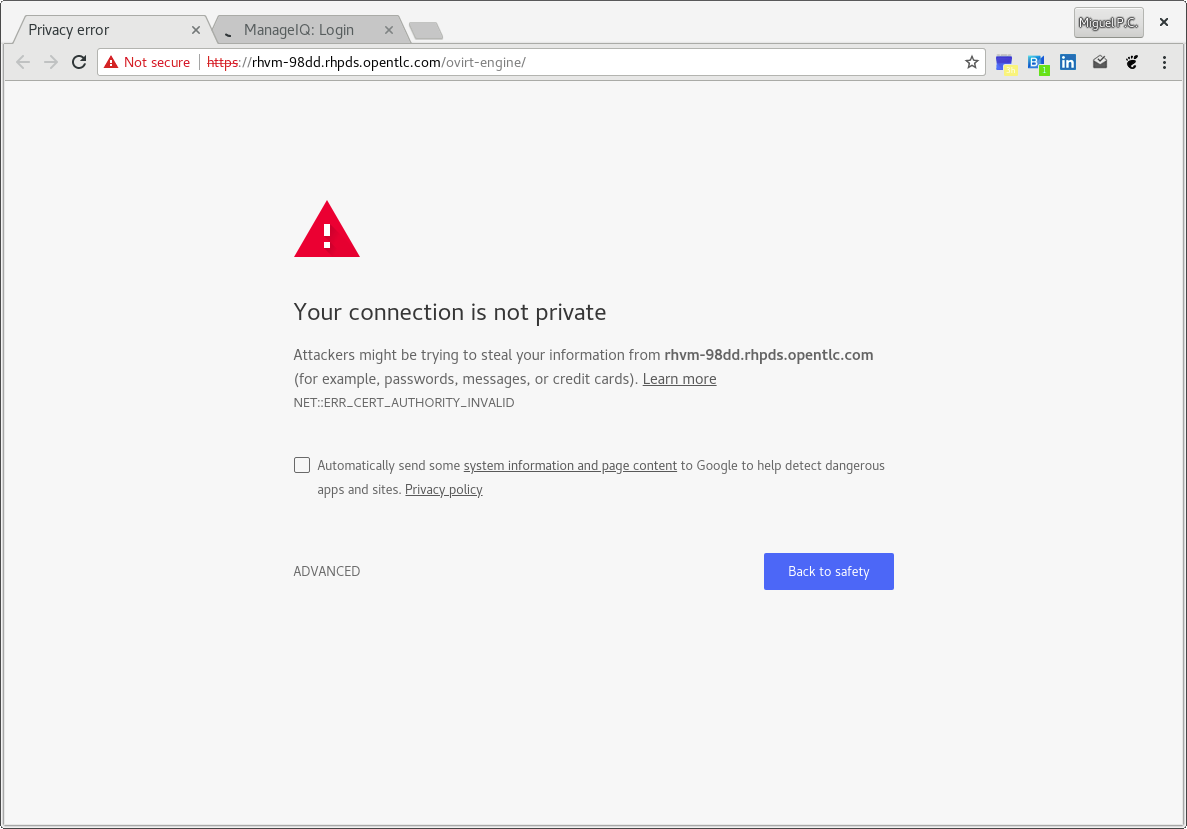 Privacy error
ManageIQ: Login
Miguel P.C.
Not secure
https://rhvm-98dd.rhpds.opentlc.com/ovirt-engine/
Your connection is not private
Attackers might be trying to steal your information from rhvm-98dd.rhpds.opentlc.com
(for example, passwords, messages, or credit cards). Learn more
NET::ERR_CERT_AUTHORITY_INVALID
Automatically send some system information and page content to Google to help detect dangerous
apps and sites. Privacy policy
ADVANCED
Back to safety